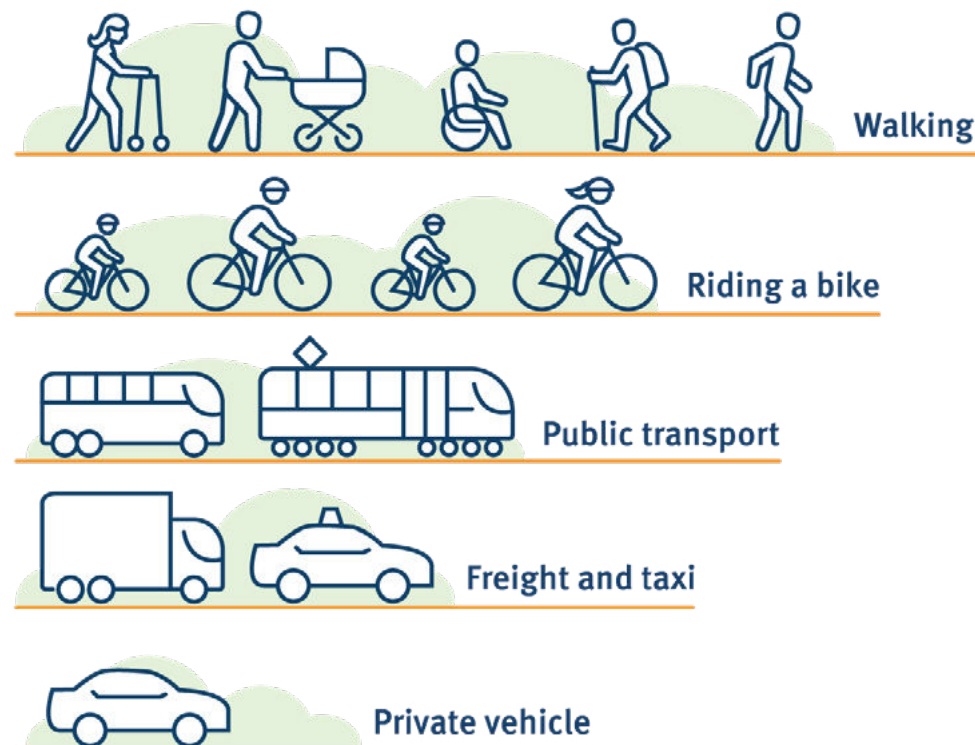 Walking
Riding a bike
Public transport
Freight and taxi
Private vehicle